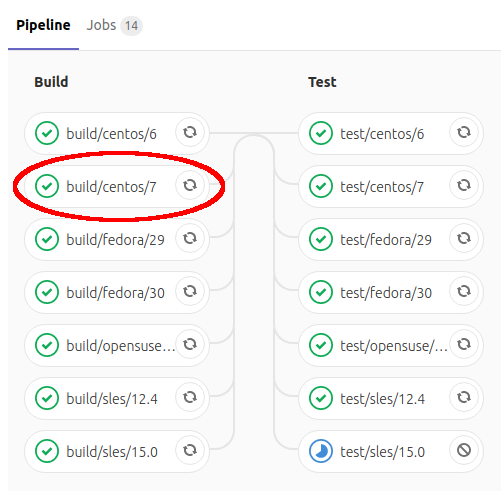 Pipeline Jobs 14
Build Test
build/centos/6 test/centos/6
build/centos/7 test/centos/7
build/fedora/29 test/fedora/29
build/fedora/30 test/fedora/30
build/opensuse... test/opensuse/...
build/sles/12.4 test/sles/12.4
build/sles/15.0 test/sles/15.0